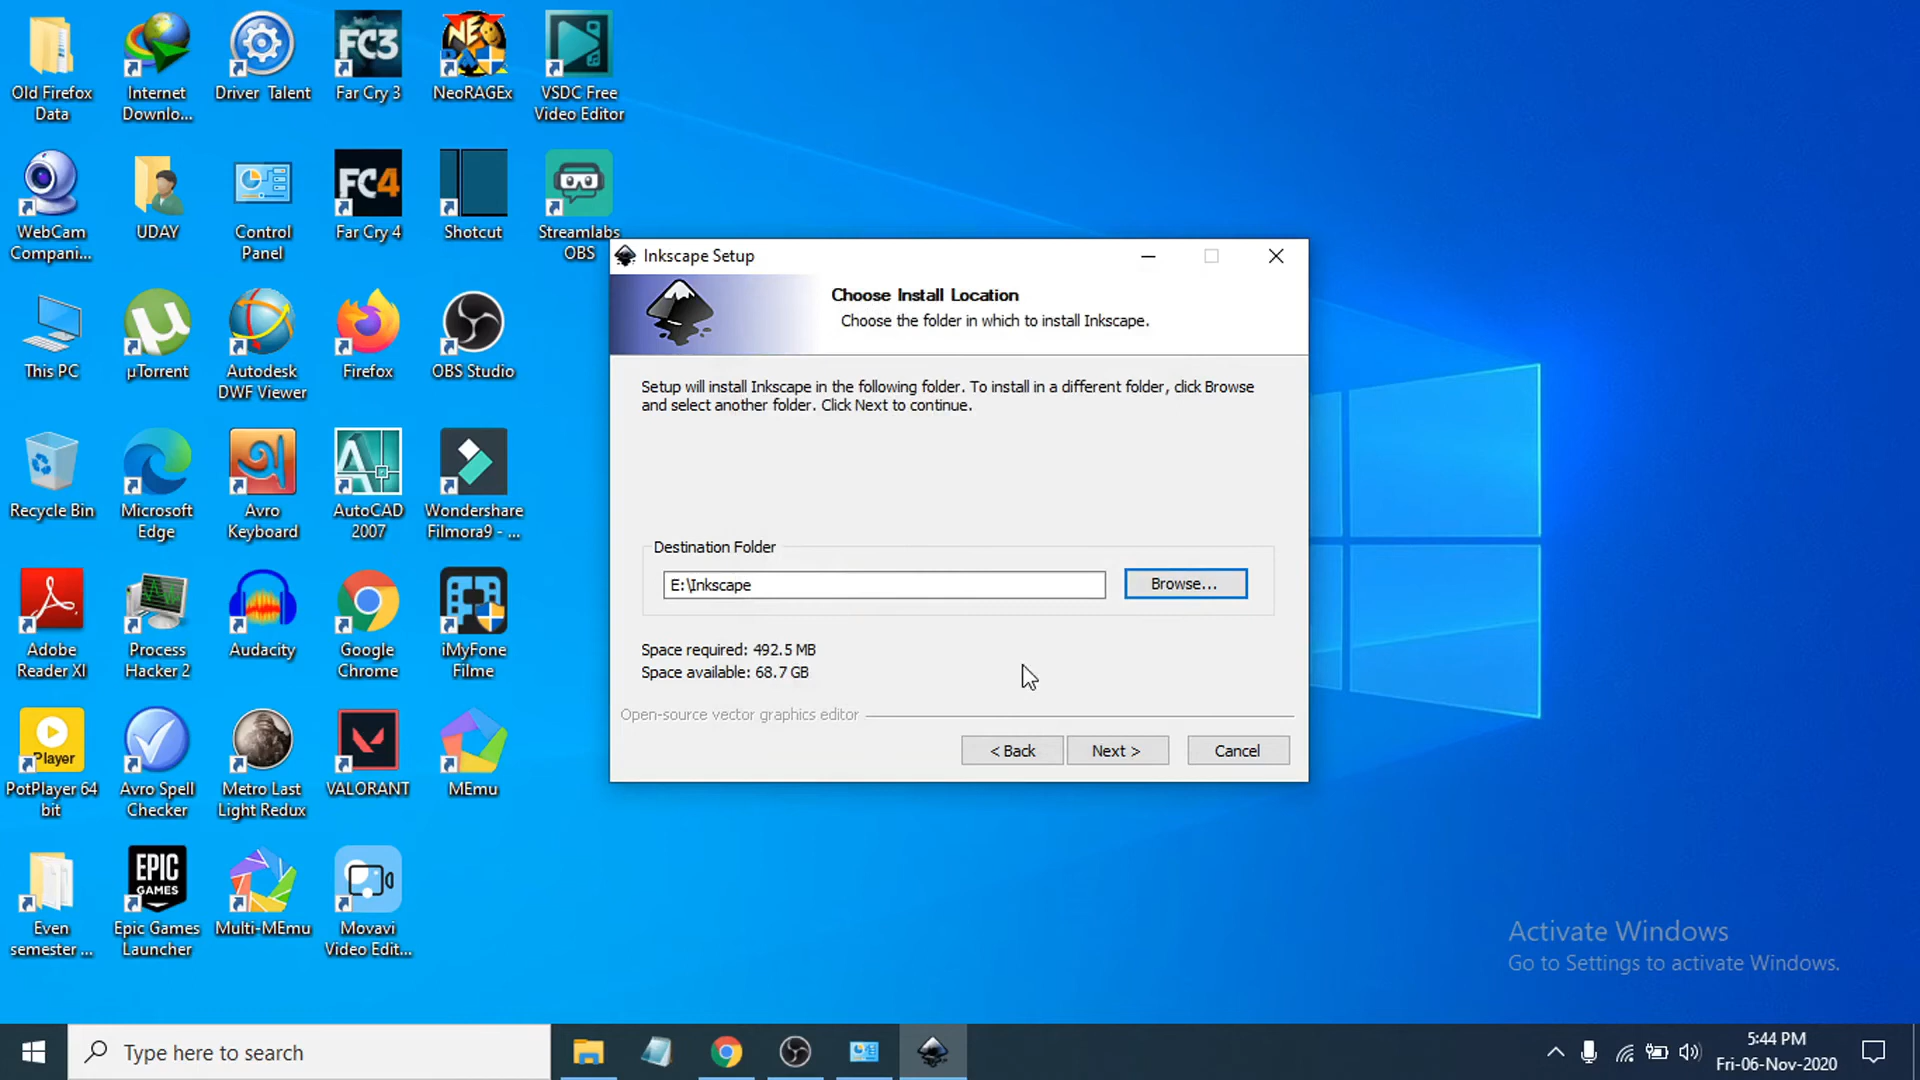 Old Firefox
Data
Internet
Downlo...
Driver Talent
FC3
Far Cry 3
NEO
NeoRAGEx
VSDC Free
Video Editor
WebCam
Compani...
UDAY
Control
Panel
FC4
Far Cry 4
Shotcut
Streamlabs
OBS
This PC
µTorrent
Autodesk
DWF Viewer
Firefox
OBS Studio
Recycle Bin
Microsoft
Edge
Avro
Keyboard
AutoCAD
2007
Wondershare
Filmora9 - ...
Adobe
Reader XI
Process
Hacker 2
Audacity
Google
Chrome
iMyFone
Filme
Player
PotPlayer 64
bit
Avro Spell
Checker
Metro Last
Light Redux
VALORANT
MEmu
Even
semester ...
EPIC
GAMES
Epic Games
Launcher
Multi-MEmu
Movavi
Video Edit...
Inkscape Setup
Choose Install Location
Choose the folder in which to install Inkscape.
Setup will install Inkscape in the following folder. To install in a different folder, click Browse
and select another folder. Click Next to continue.
Destination Folder
E:\Inkscape
Browse...
Space required: 492.5 MB
Space available: 68.7 GB
Open-source vector graphics editor
< Back
Next >
Cancel
Activate Windows
Go to Settings to activate Windows.
Type here to search
5:44 PM
Fri-06-Nov-2020